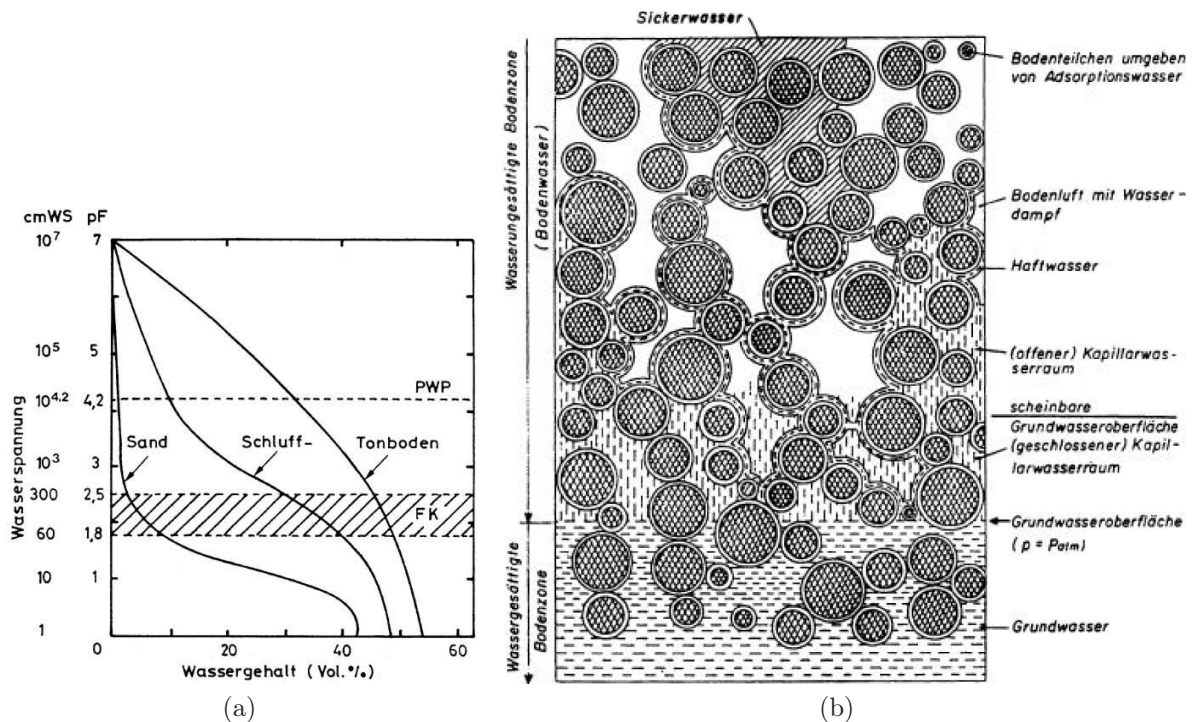 cmWS pF
10⁷ 7
10⁵ 5
10⁴·² 4,2
10³ 3
300 2,5
60 1,8
10 1
1 0
Wasserspannung
PWP
Sand
Schluff-
Tonboden
FK
0 20 40 60
Wassergehalt (Vol.%)
(a)
Sickerwasser
Wasserungesättigte Bodenzone
(Bodenwasser)
Wassergesättigte
Bodenzone
Bodenteilchen umgeben
von Adsorptionswasser
Bodenluft mit Wasser-
dampf
Haftwasser
(offener) Kapillarwas-
serraum
scheinbare
Grundwasseroberfläche
(geschlossener) Kapil-
larwasserraum
Grundwasseroberfläche
(p = Patm)
Grundwasser
(b)